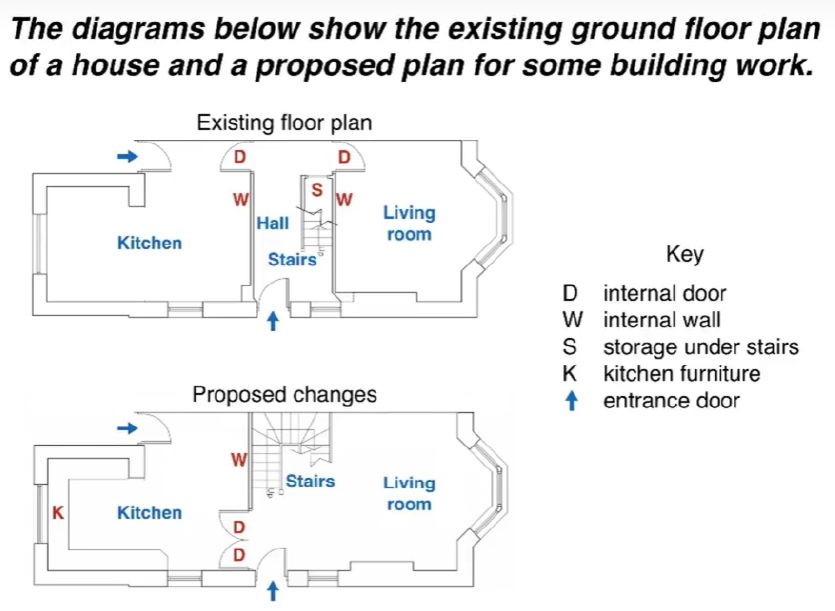 The diagrams below show the existing ground floor plan
of a house and a proposed plan for some building work.
Existing floor plan
D
D
S
W
W
Hall
Living
room
Kitchen
Stairs
Key
D internal door
W internal wall
S storage under stairs
K kitchen furniture
entrance door
Proposed changes
W
Stairs
Living
room
K
Kitchen
D
D